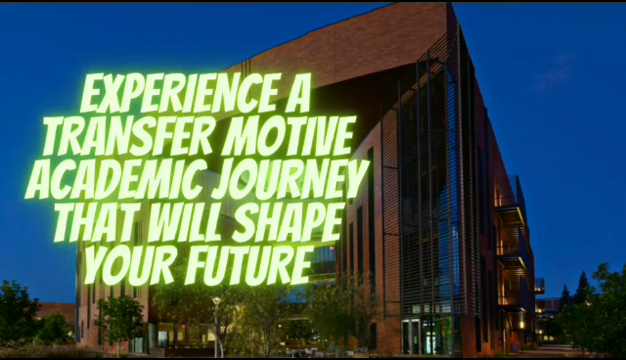 EXPERIENCE A
TRANSFER MOTIVE
ACADEMIC JOURNEY
THAT WILL SHAPE
YOUR FUTURE